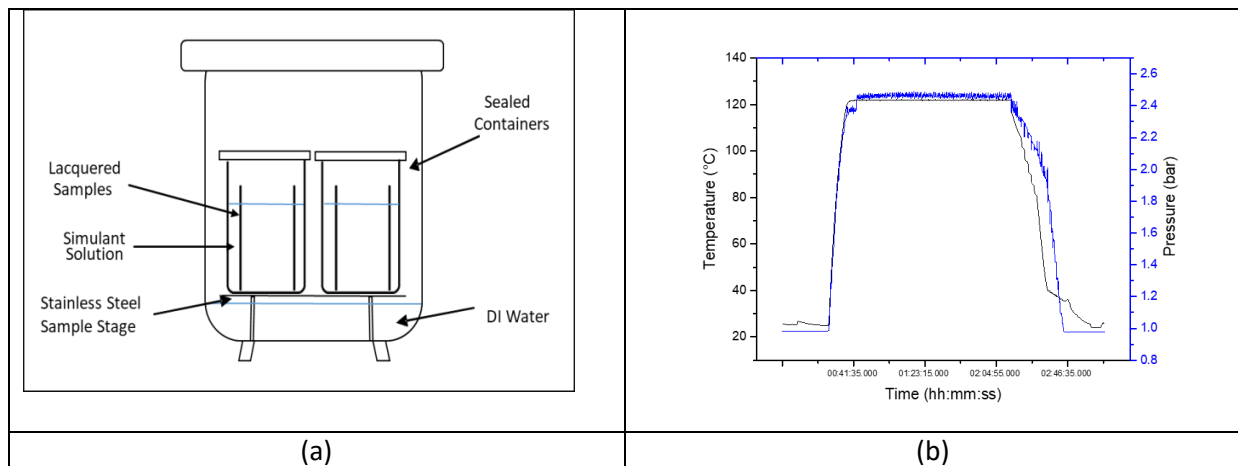 Sealed
Containers
Lacquered
Samples
Simulant
Solution
Stainless Steel
Sample Stage
DI Water
(a)
140
120
100
80
60
40
20
Temperature (°C)
2.6
2.4
2.2
2.0
1.8
1.6
1.4
1.2
1.0
0.8
Pressure (bar)
00:41:35.000 01:23:15.000 02:04:55.000 02:46:35.000
Time (hh:mm:ss)
(b)